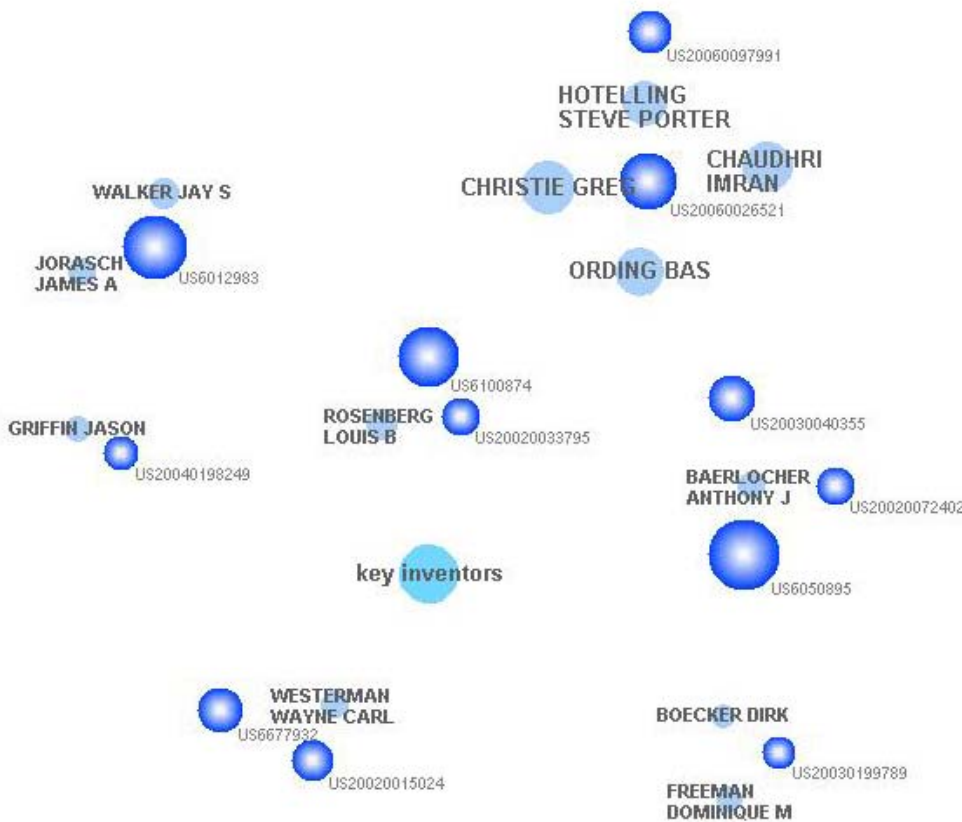 US20060097991
HOTELLING
STEVE PORTER
CHAUDHRI
IMRAN
CHRISTIE GREG
US20060026521
WALKER JAY S
JORASCH
JAMES A
US6012983
ORDING BAS
US6100874
ROSENBERG
LOUIS B
US20020033795
US20030040355
GRIFFIN JASON
US20040198249
BAERLOCHER
ANTHONY J
US20020072402
key inventors
US6050895
WESTERMAN
WAYNE CARL
US6677932
US20020015024
BOECKER DIRK
US20030199789
FREEMAN
DOMINIQUE M